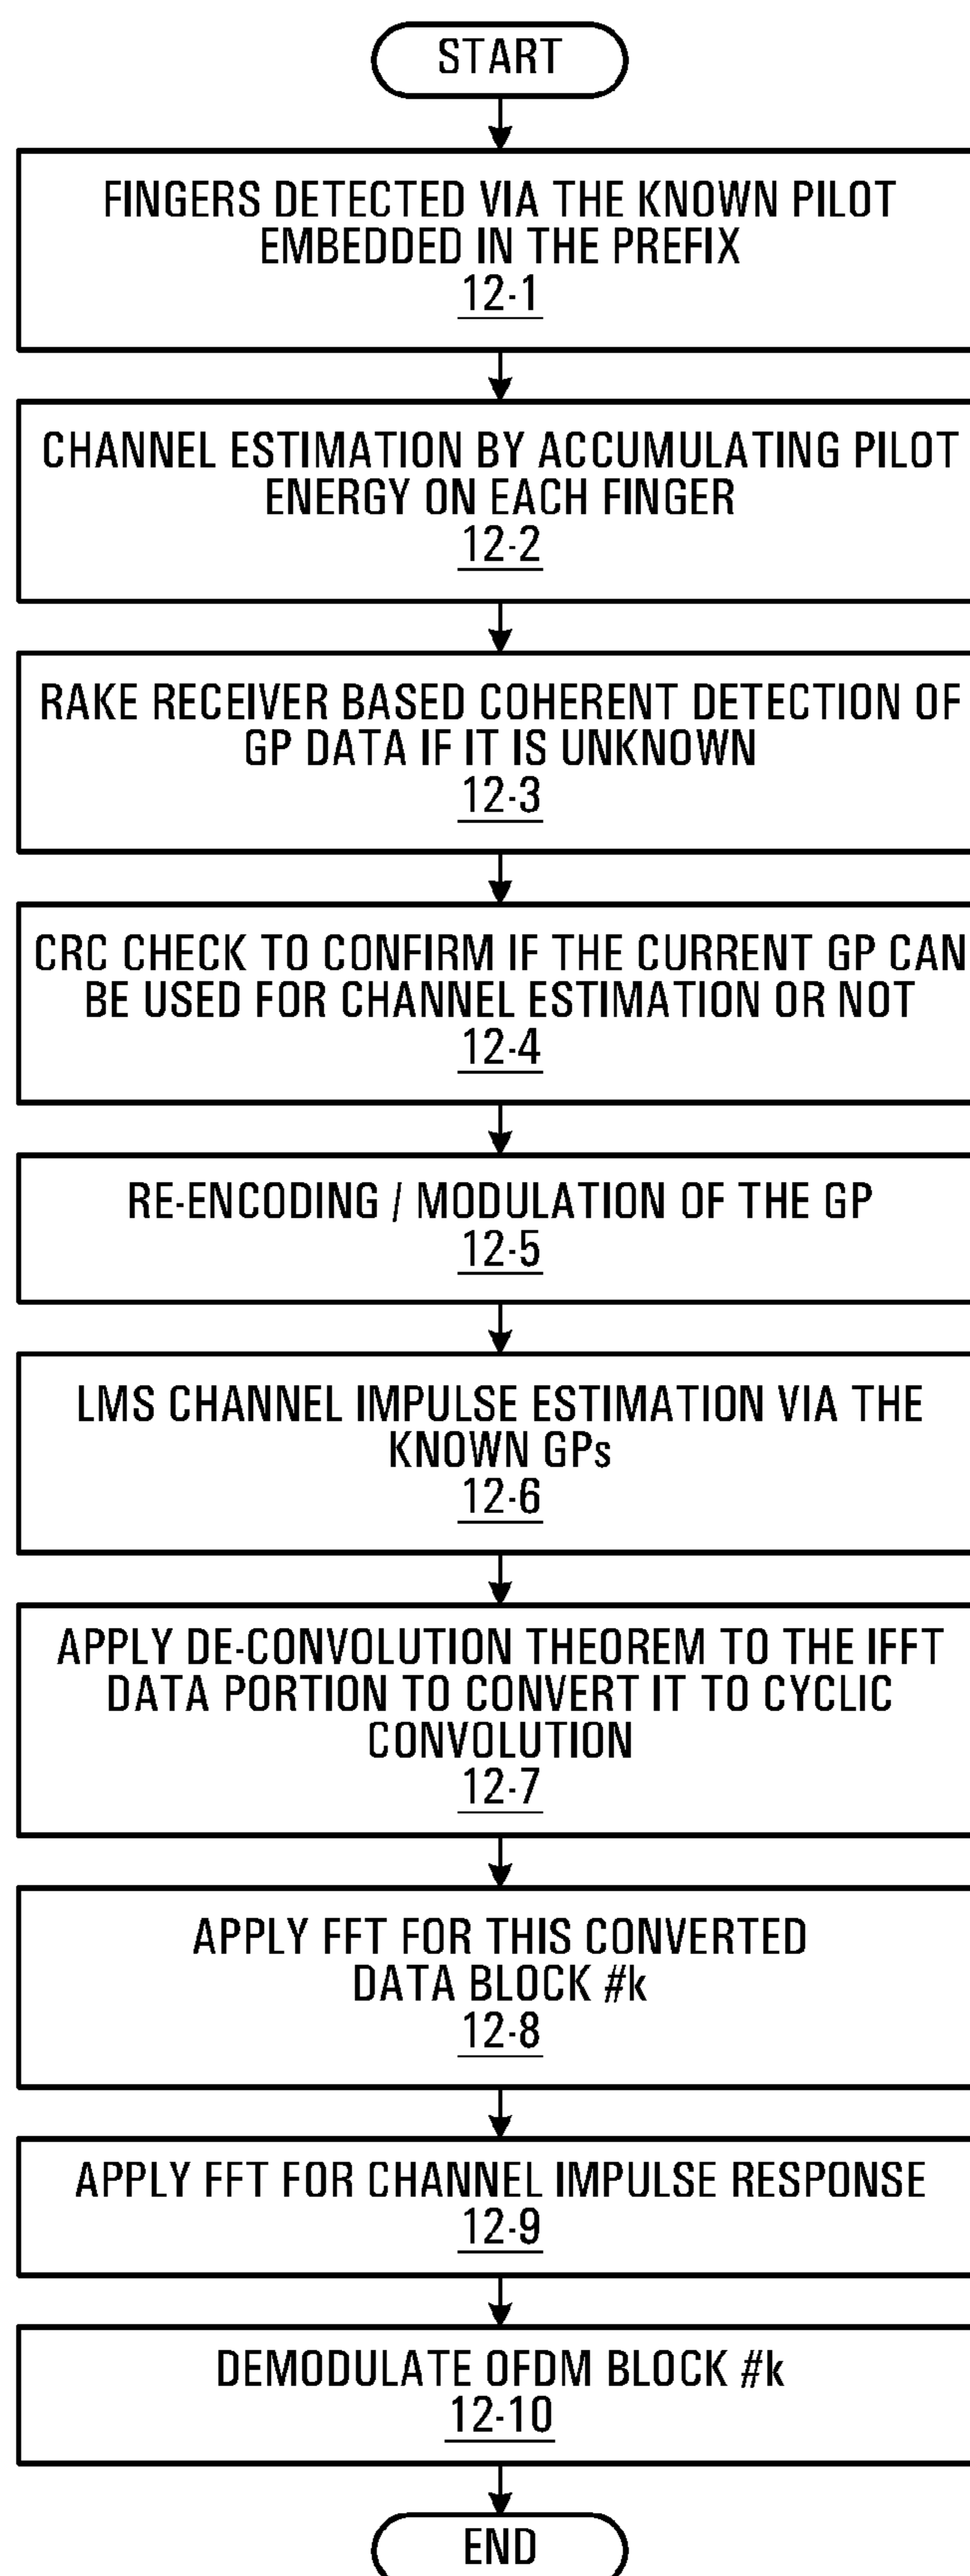 START
FINGERS DETECTED VIA THE KNOWN PILOT
EMBEDDED IN THE PREFIX
12-1
CHANNEL ESTIMATION BY ACCUMULATING PILOT
ENERGY ON EACH FINGER
12-2
RAKE RECEIVER BASED COHERENT DETECTION OF
GP DATA IF IT IS UNKNOWN
12-3
CRC CHECK TO CONFIRM IF THE CURRENT GP CAN
BE USED FOR CHANNEL ESTIMATION OR NOT
12-4
RE-ENCODING / MODULATION OF THE GP
12-5
LMS CHANNEL IMPULSE ESTIMATION VIA THE
KNOWN GPs
12-6
APPLY DE-CONVOLUTION THEOREM TO THE IFFT
DATA PORTION TO CONVERT IT TO CYCLIC
CONVOLUTION
12-7
APPLY FFT FOR THIS CONVERTED
DATA BLOCK #k
12-8
APPLY FFT FOR CHANNEL IMPULSE RESPONSE
12-9
DEMODULATE OFDM BLOCK #k
12-10
END